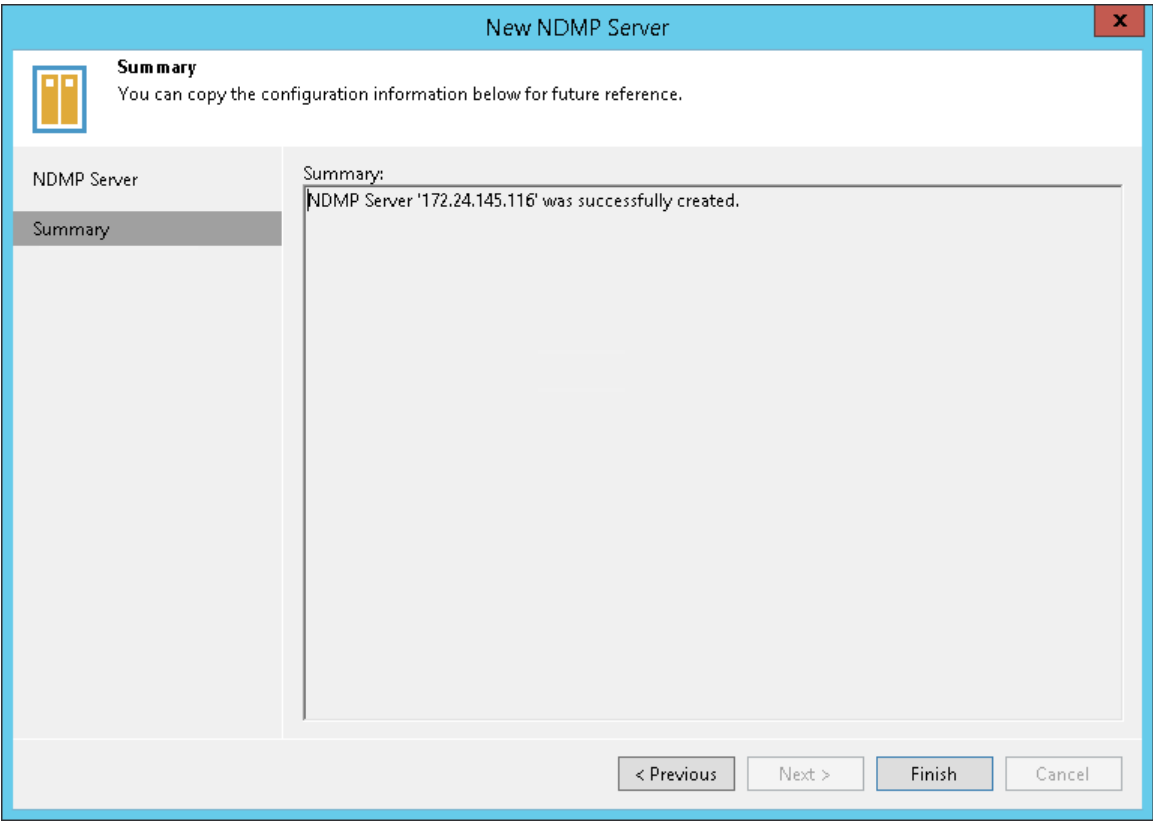 New NDMP Server
x
Summary
You can copy the configuration information below for future reference.
NDMP Server
Summary
Summary:
NDMP Server '172.24.145.116' was successfully created.
< Previous
Next >
Finish
Cancel